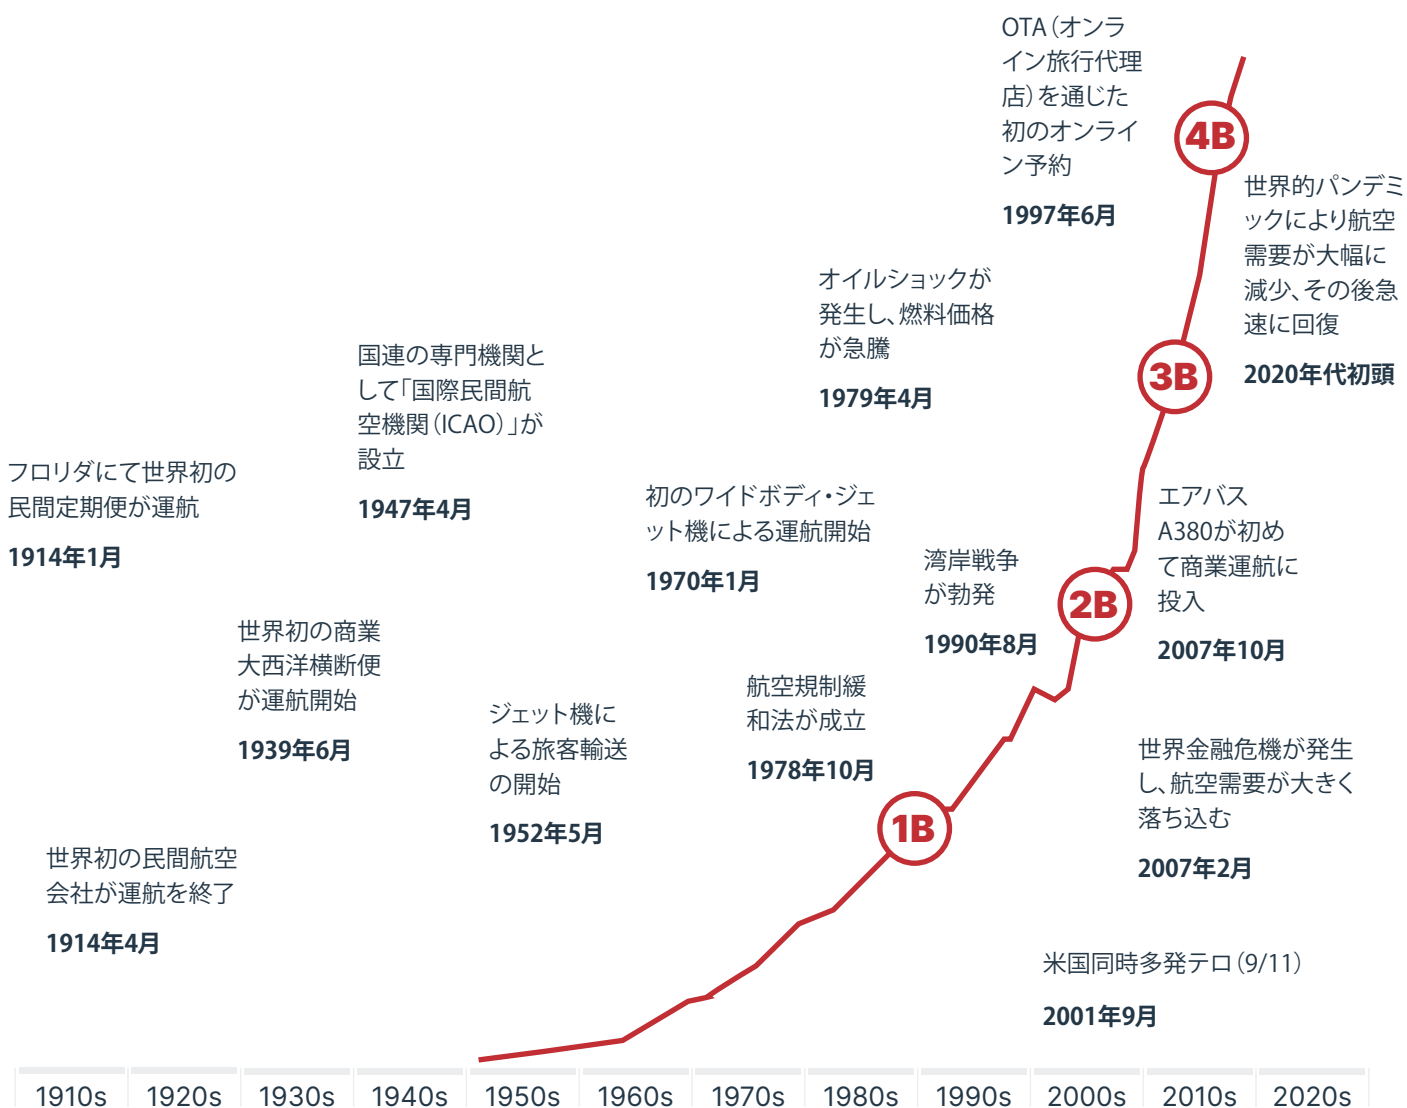 フロリダにて世界初の
民間定期便が運航
1914年1月
世界初の民間航空
会社が運航を終了
1914年4月
世界初の商業
大西洋横断便
が運航開始
1939年6月
国連の専門機関と
して「国際民間航
空機関（ICAO）」が
設立
1947年4月
ジェット機に
よる旅客輸送
の開始
1952年5月
初のワイドボディ・ジェ
ット機による運航開始
1970年1月
航空規制緩
和法が成立
1978年10月
オイルショックが
発生し、燃料価格
が急騰
1979年4月
湾岸戦争
が勃発
1990年8月
OTA（オンラ
イン旅行代理
店）を通じた
初のオンライ
ン予約
1997年6月
米国同時多発テロ（9/11）
2001年9月
世界金融危機が発生
し、航空需要が大きく
落ち込む
2007年2月
エアバス
A380が初め
て商業運航に
投入
2007年10月
世界的パンデミ
ックにより航空
需要が大幅に
減少、その後急
速に回復
2020年代初頭
1B
2B
3B
4B
1910s 1920s 1930s 1940s 1950s 1960s 1970s 1980s 1990s 2000s 2010s 2020s